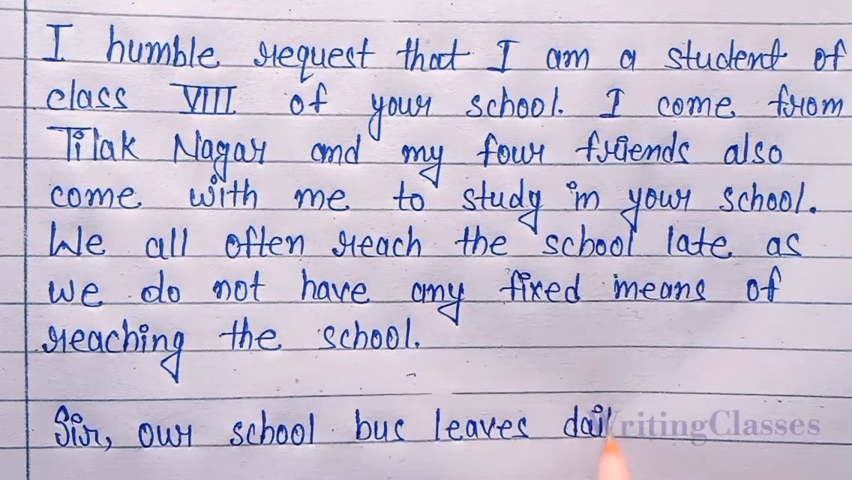 I humble request that I am a student of
class VIII of your school. I come from
Tilak Nagar and my four friends also
come with me to study in your school.
We all often reach the school late as
we do not have any fixed means of
reaching the school.
Sir, our school bus leaves dail
WritingClasses